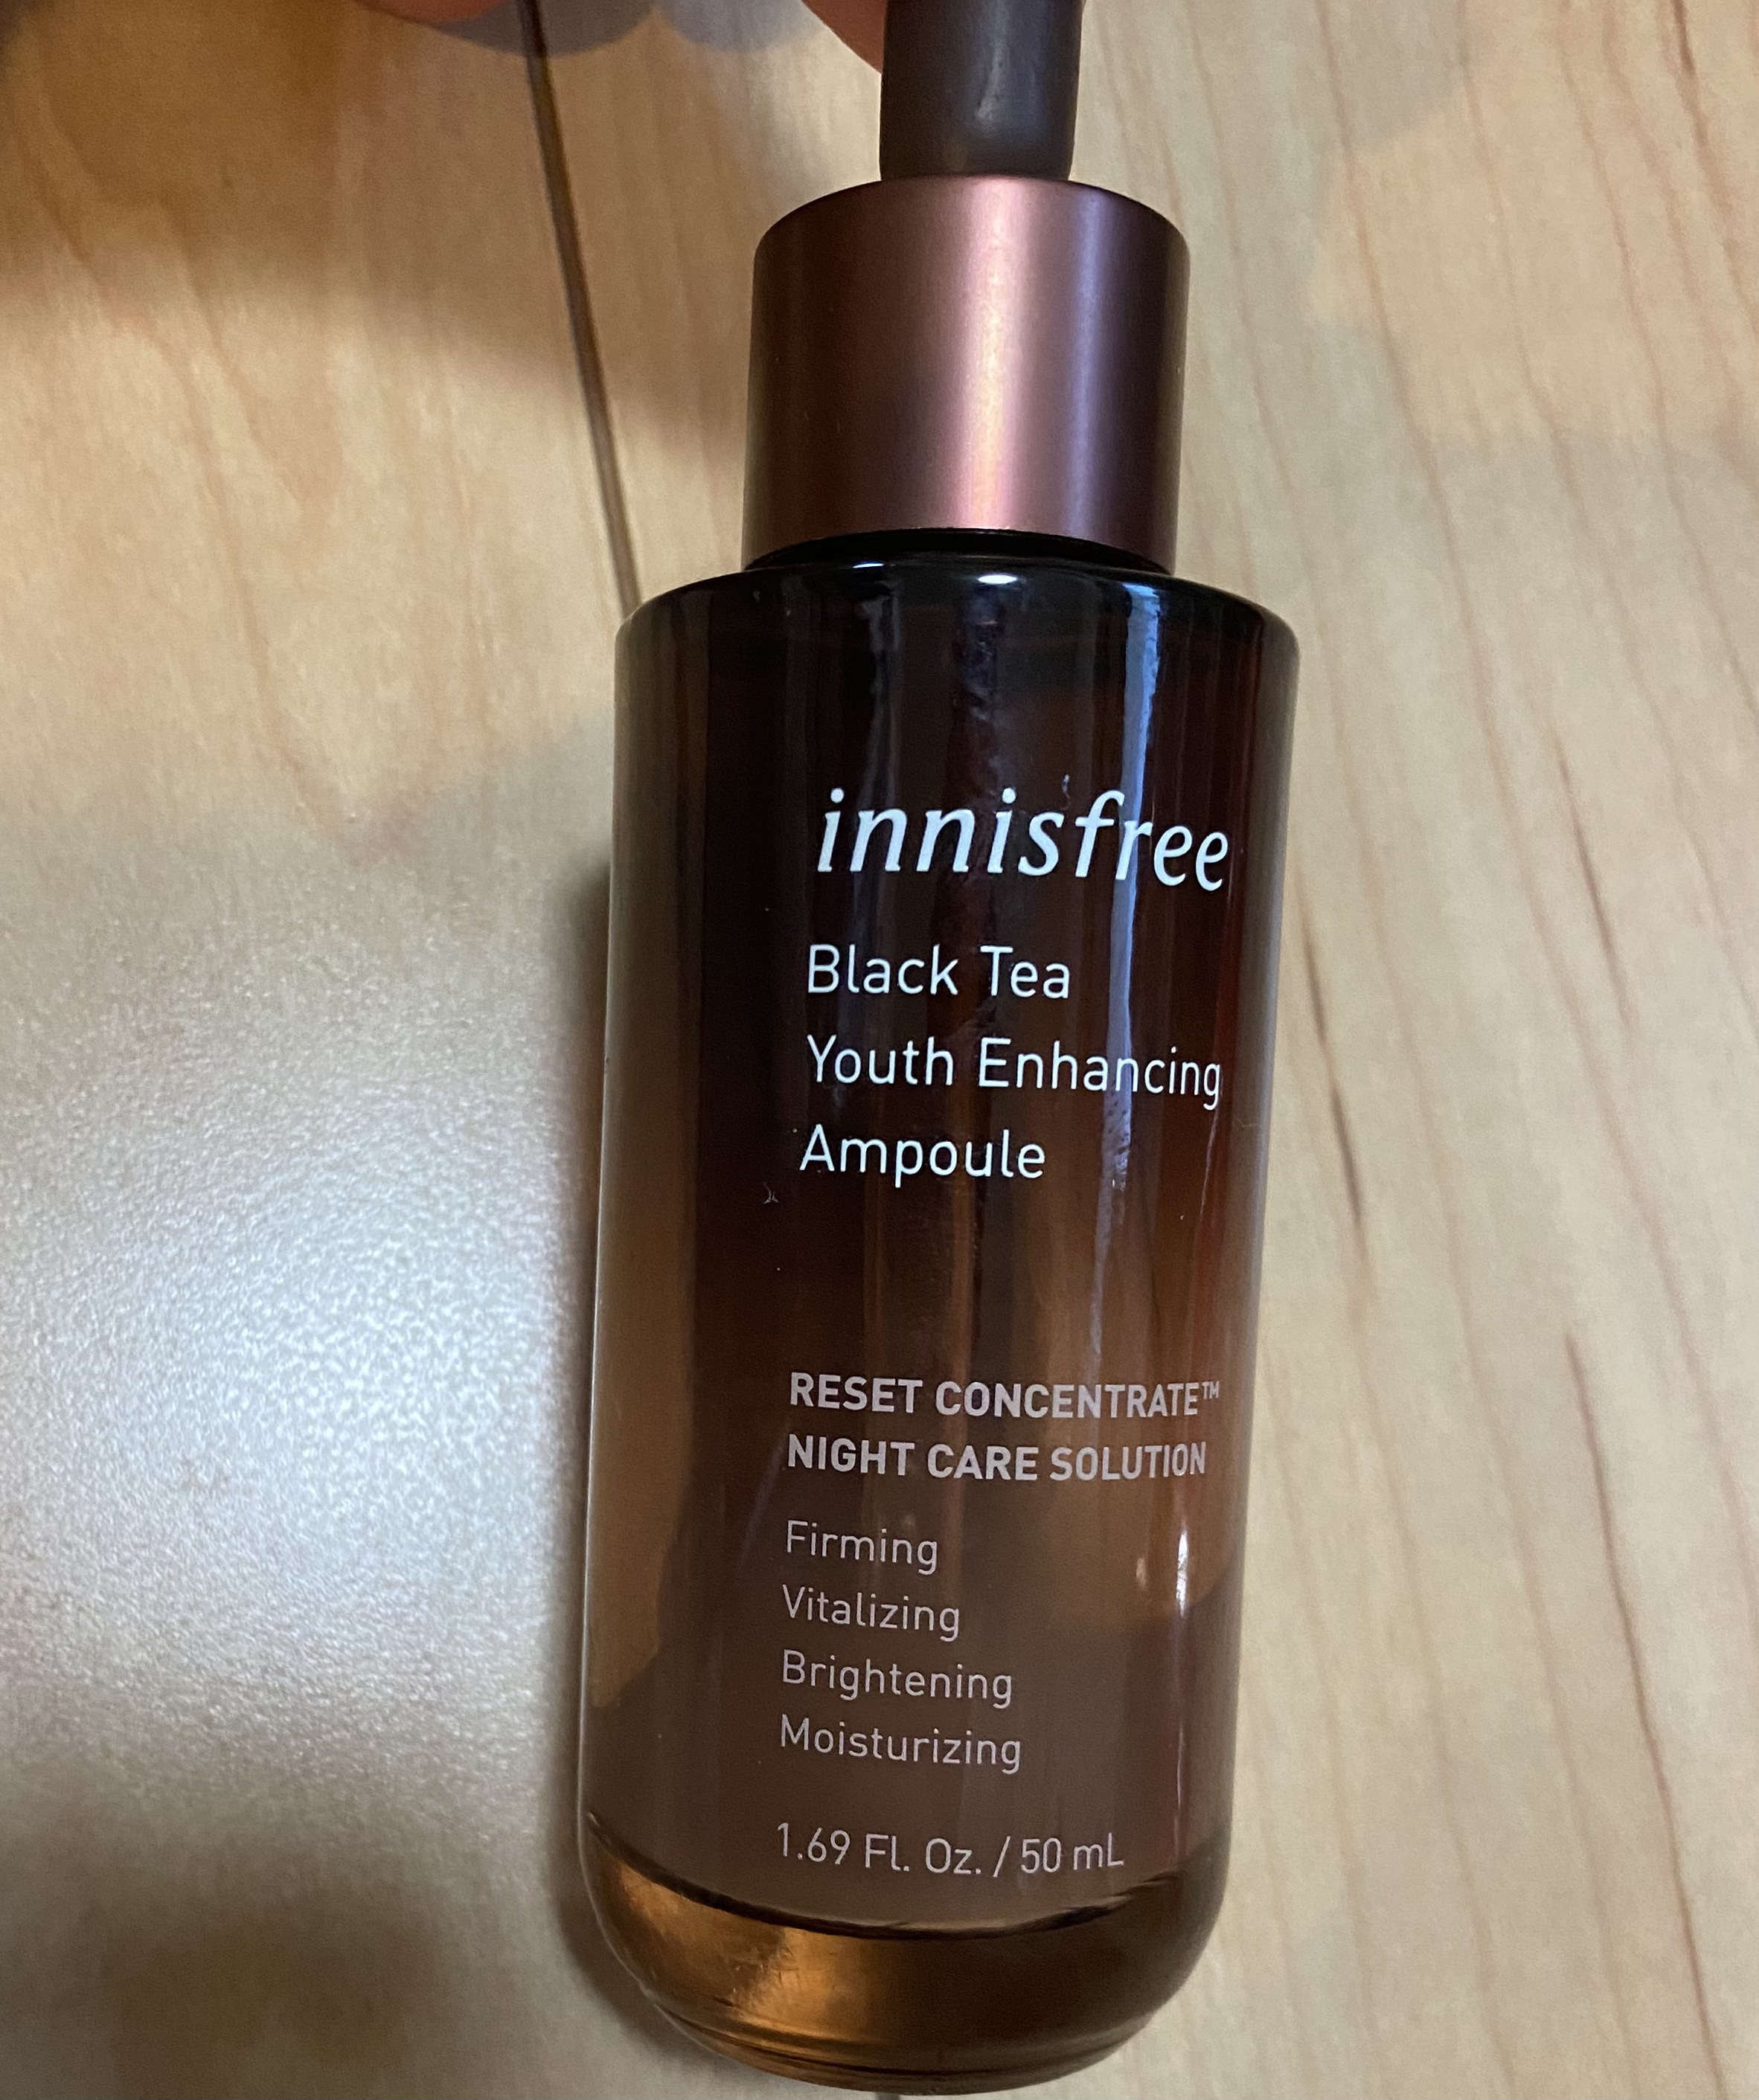 innisfree
Black Tea
Youth Enhancing
Ampoule
RESET CONCENTRATE™
NIGHT CARE SOLUTION
Firming
Vitalizing
Brightening
Moisturizing
1.69 Fl. Oz. / 50 mL